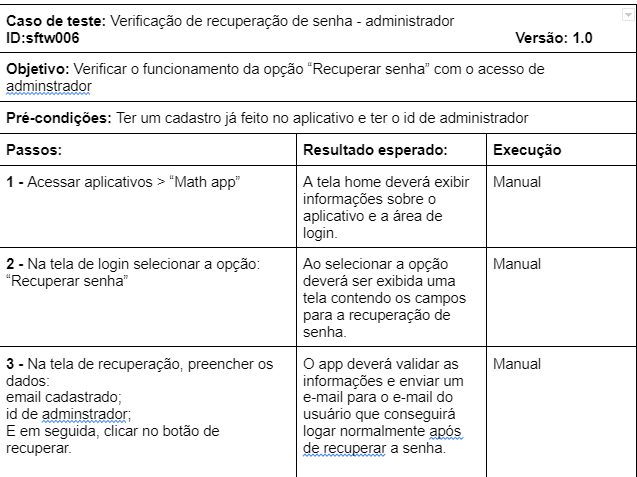 Caso de teste: Verificação de recuperação de senha - administrador
ID:sftw006 Versão: 1.0
Objetivo: Verificar o funcionamento da opção “Recuperar senha” com o acesso de
adminstrador
Pré-condições: Ter um cadastro já feito no aplicativo e ter o id de administrador
Passos: Resultado esperado: Execução
1 - Acessar aplicativos > “Math app”
A tela home deverá exibir
informações sobre o
aplicativo e a área de
login.
Manual
2 - Na tela de login selecionar a opção:
“Recuperar senha”
Ao selecionar a opção
deverá ser exibida uma
tela contendo os campos
para a recuperação de
senha.
Manual
3 - Na tela de recuperação, preencher os
dados:
email cadastrado;
id de adminstrador;
E em seguida, clicar no botão de
recuperar.
O app deverá validar as
informações e enviar um
e-mail para o e-mail do
usuário que conseguirá
logar normalmente após
de recuperar a senha.
Manual